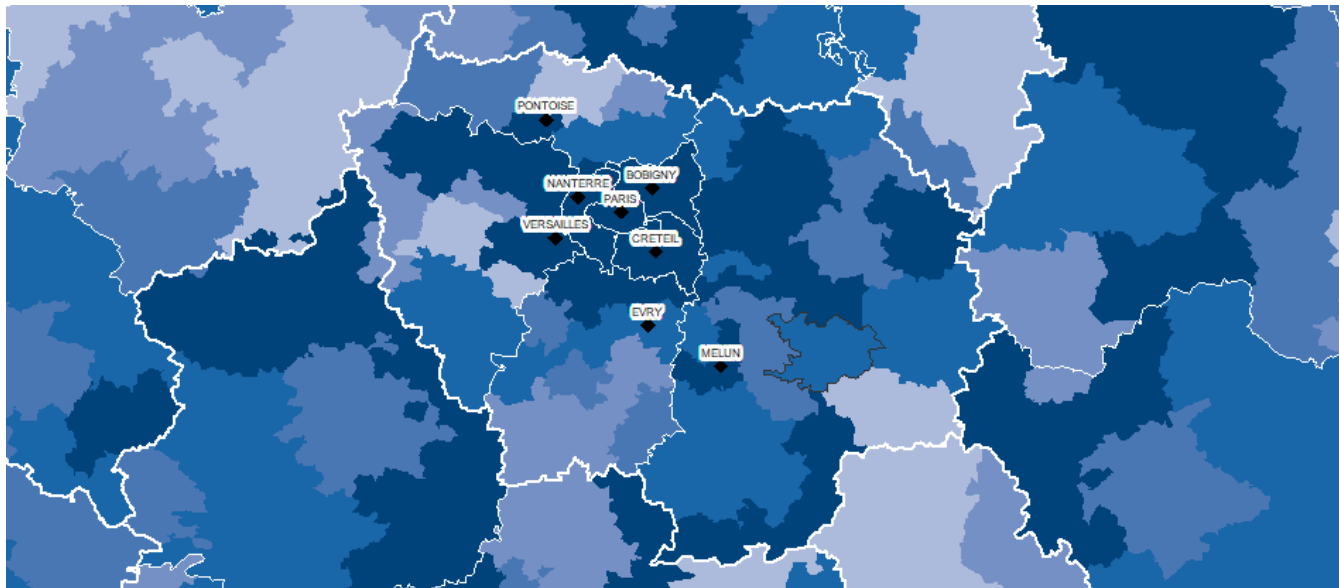 PONTOISE
BOBIGNY
NANTERRE
PARIS
VERSAILLES
CRETEIL
EVRY
MELUN